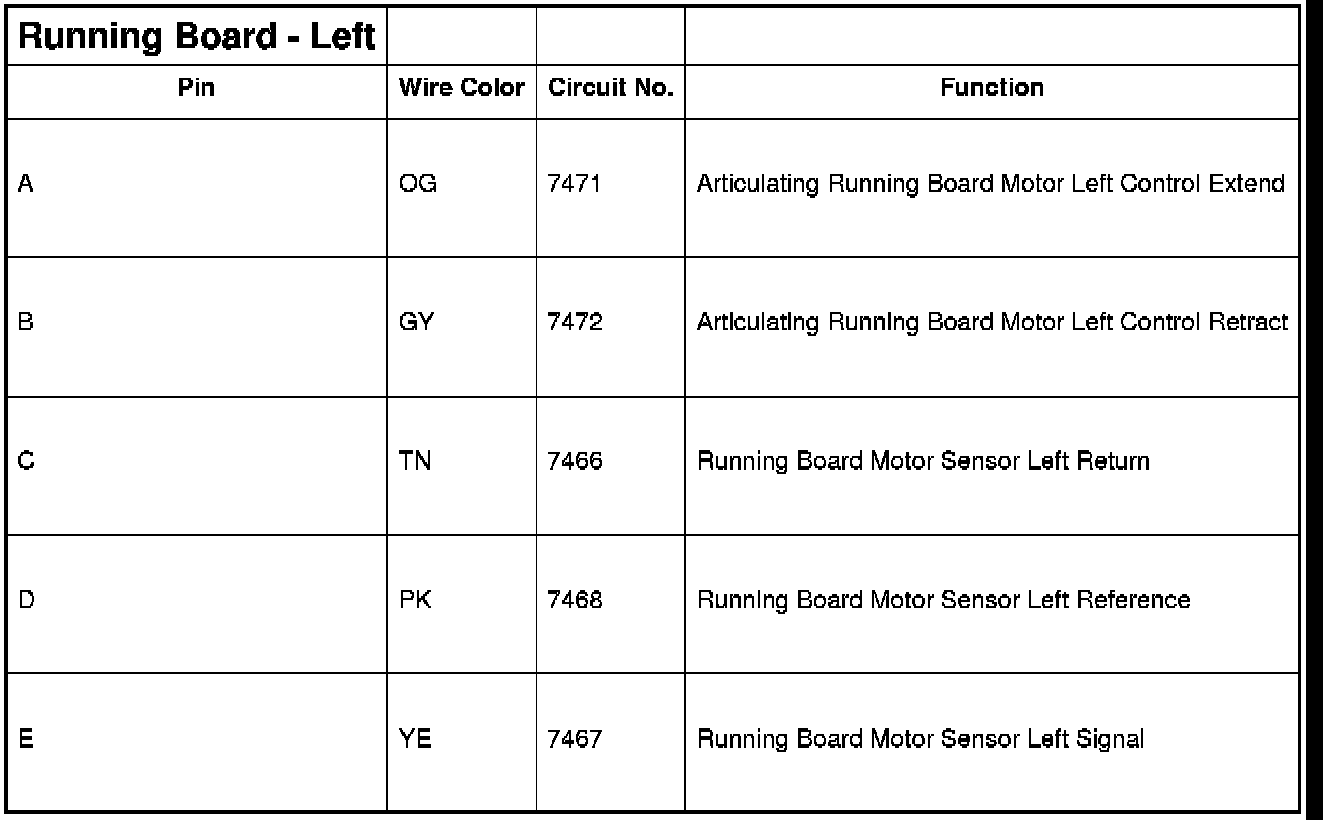 Running Board - Left
Pin Wire Color Circuit No. Function
A OG 7471 Articulating Running Board Motor Left Control Extend
B GY 7472 Articulating Running Board Motor Left Control Retract
C TN 7466 Running Board Motor Sensor Left Return
D PK 7468 Running Board Motor Sensor Left Reference
E YE 7467 Running Board Motor Sensor Left Signal